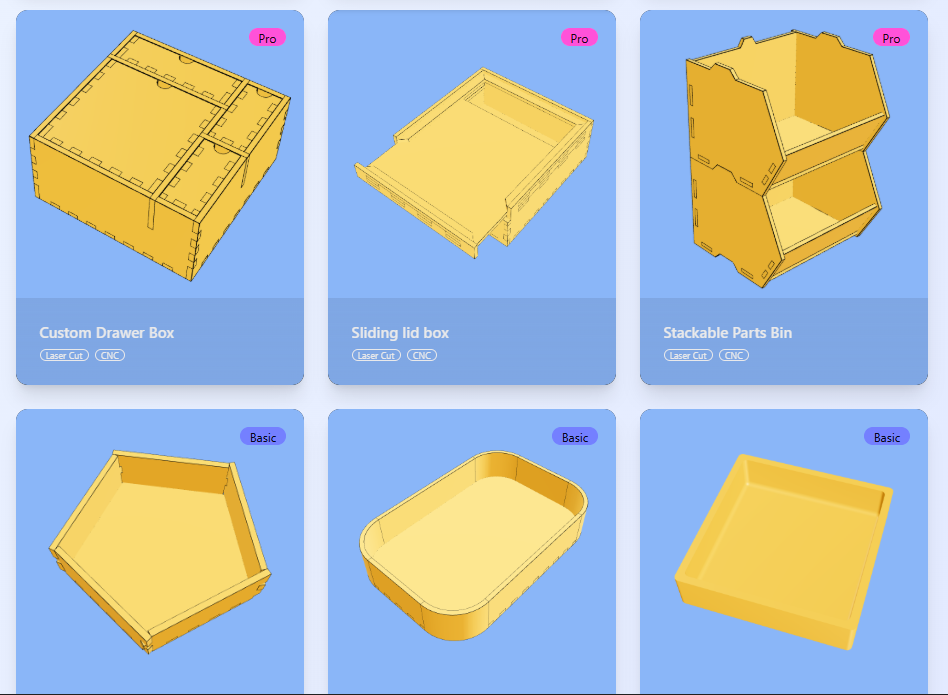 Pro
Pro
Pro
Custom Drawer Box
Laser Cut CNC
Sliding lid box
Laser Cut CNC
Stackable Parts Bin
Laser Cut CNC
Basic
Basic
Basic